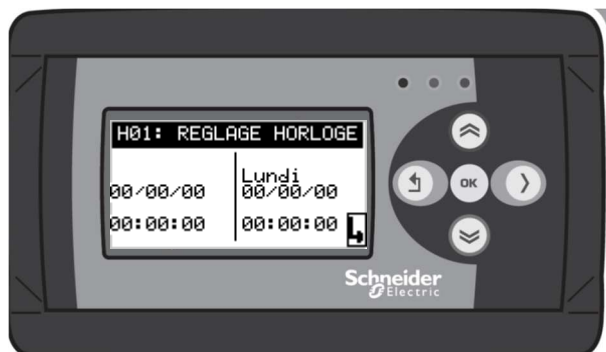 H01: REGLAGE HORLOGE
Lundi
00/00/00 00/00/00
00:00:00 00:00:00
OK
Schneider
Electric